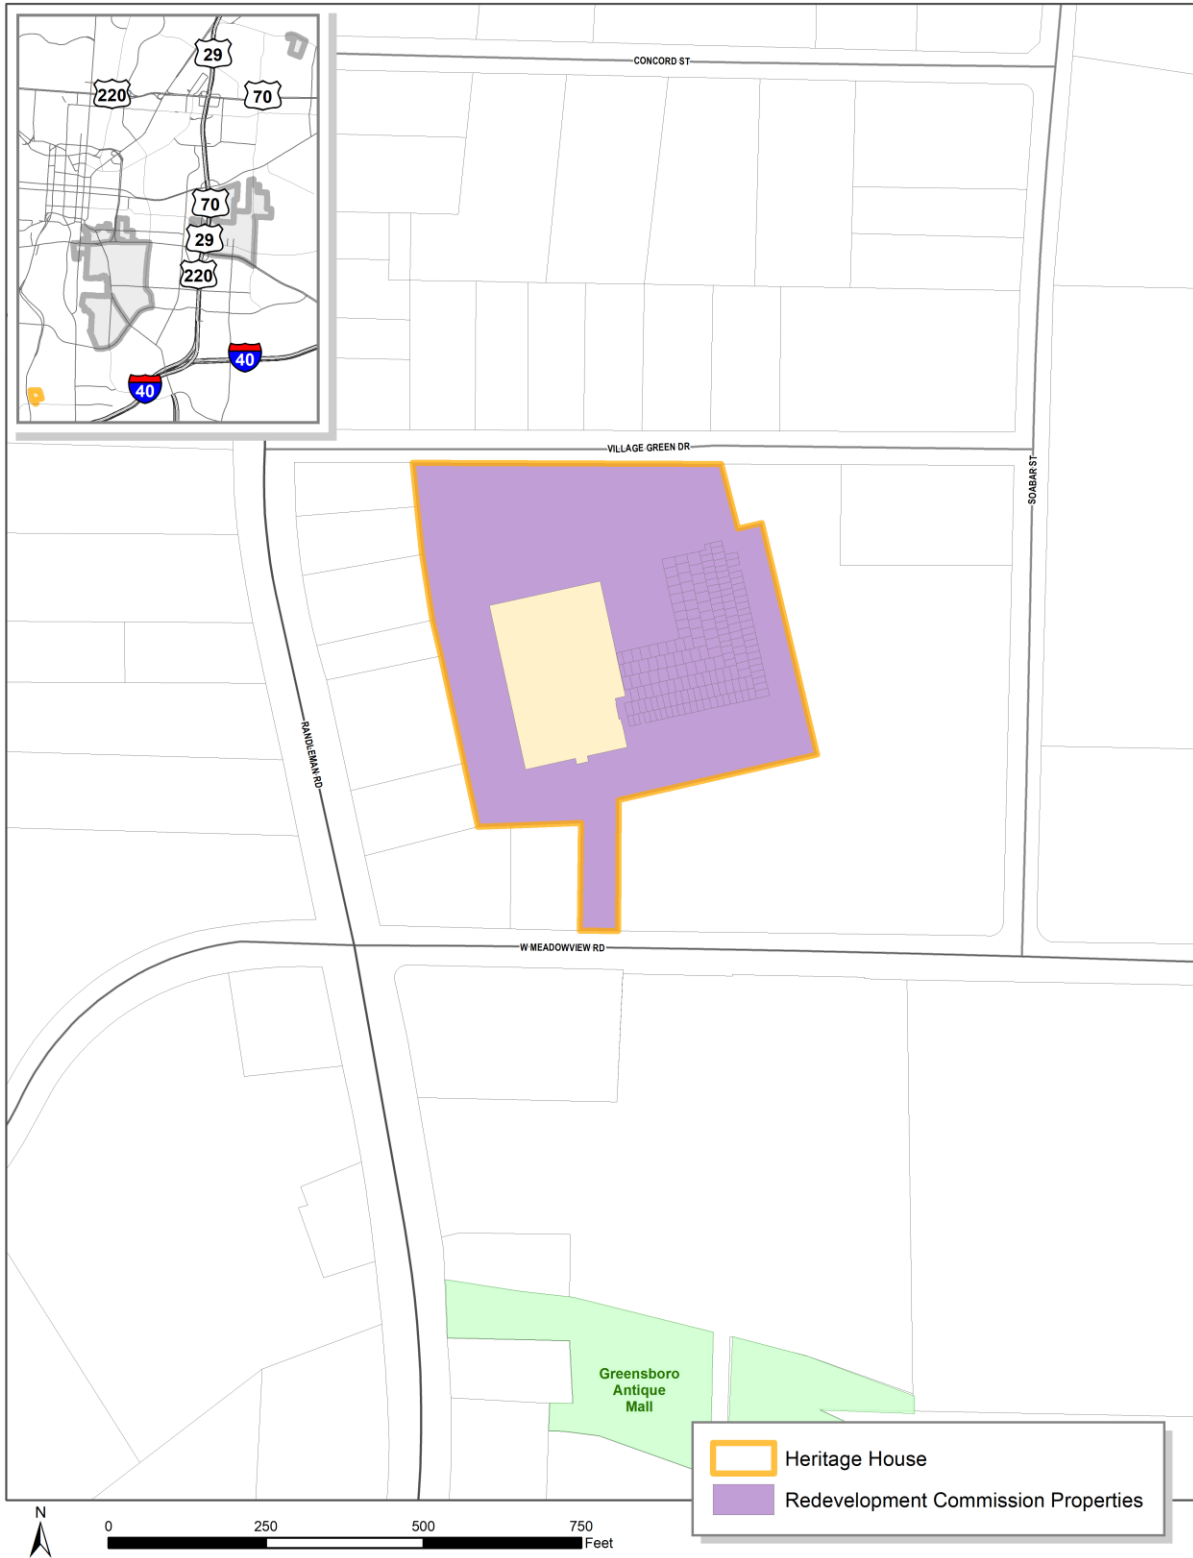 29
220
70
70
29
220
40
40
CONCORD ST
VILLAGE GREEN DR
SOABAR ST
RANDLEMAN RD
W MEADOWVIEW RD
Greensboro
Antique
Mall
Heritage House
Redevelopment Commission Properties
N
0 250 500 750
Feet